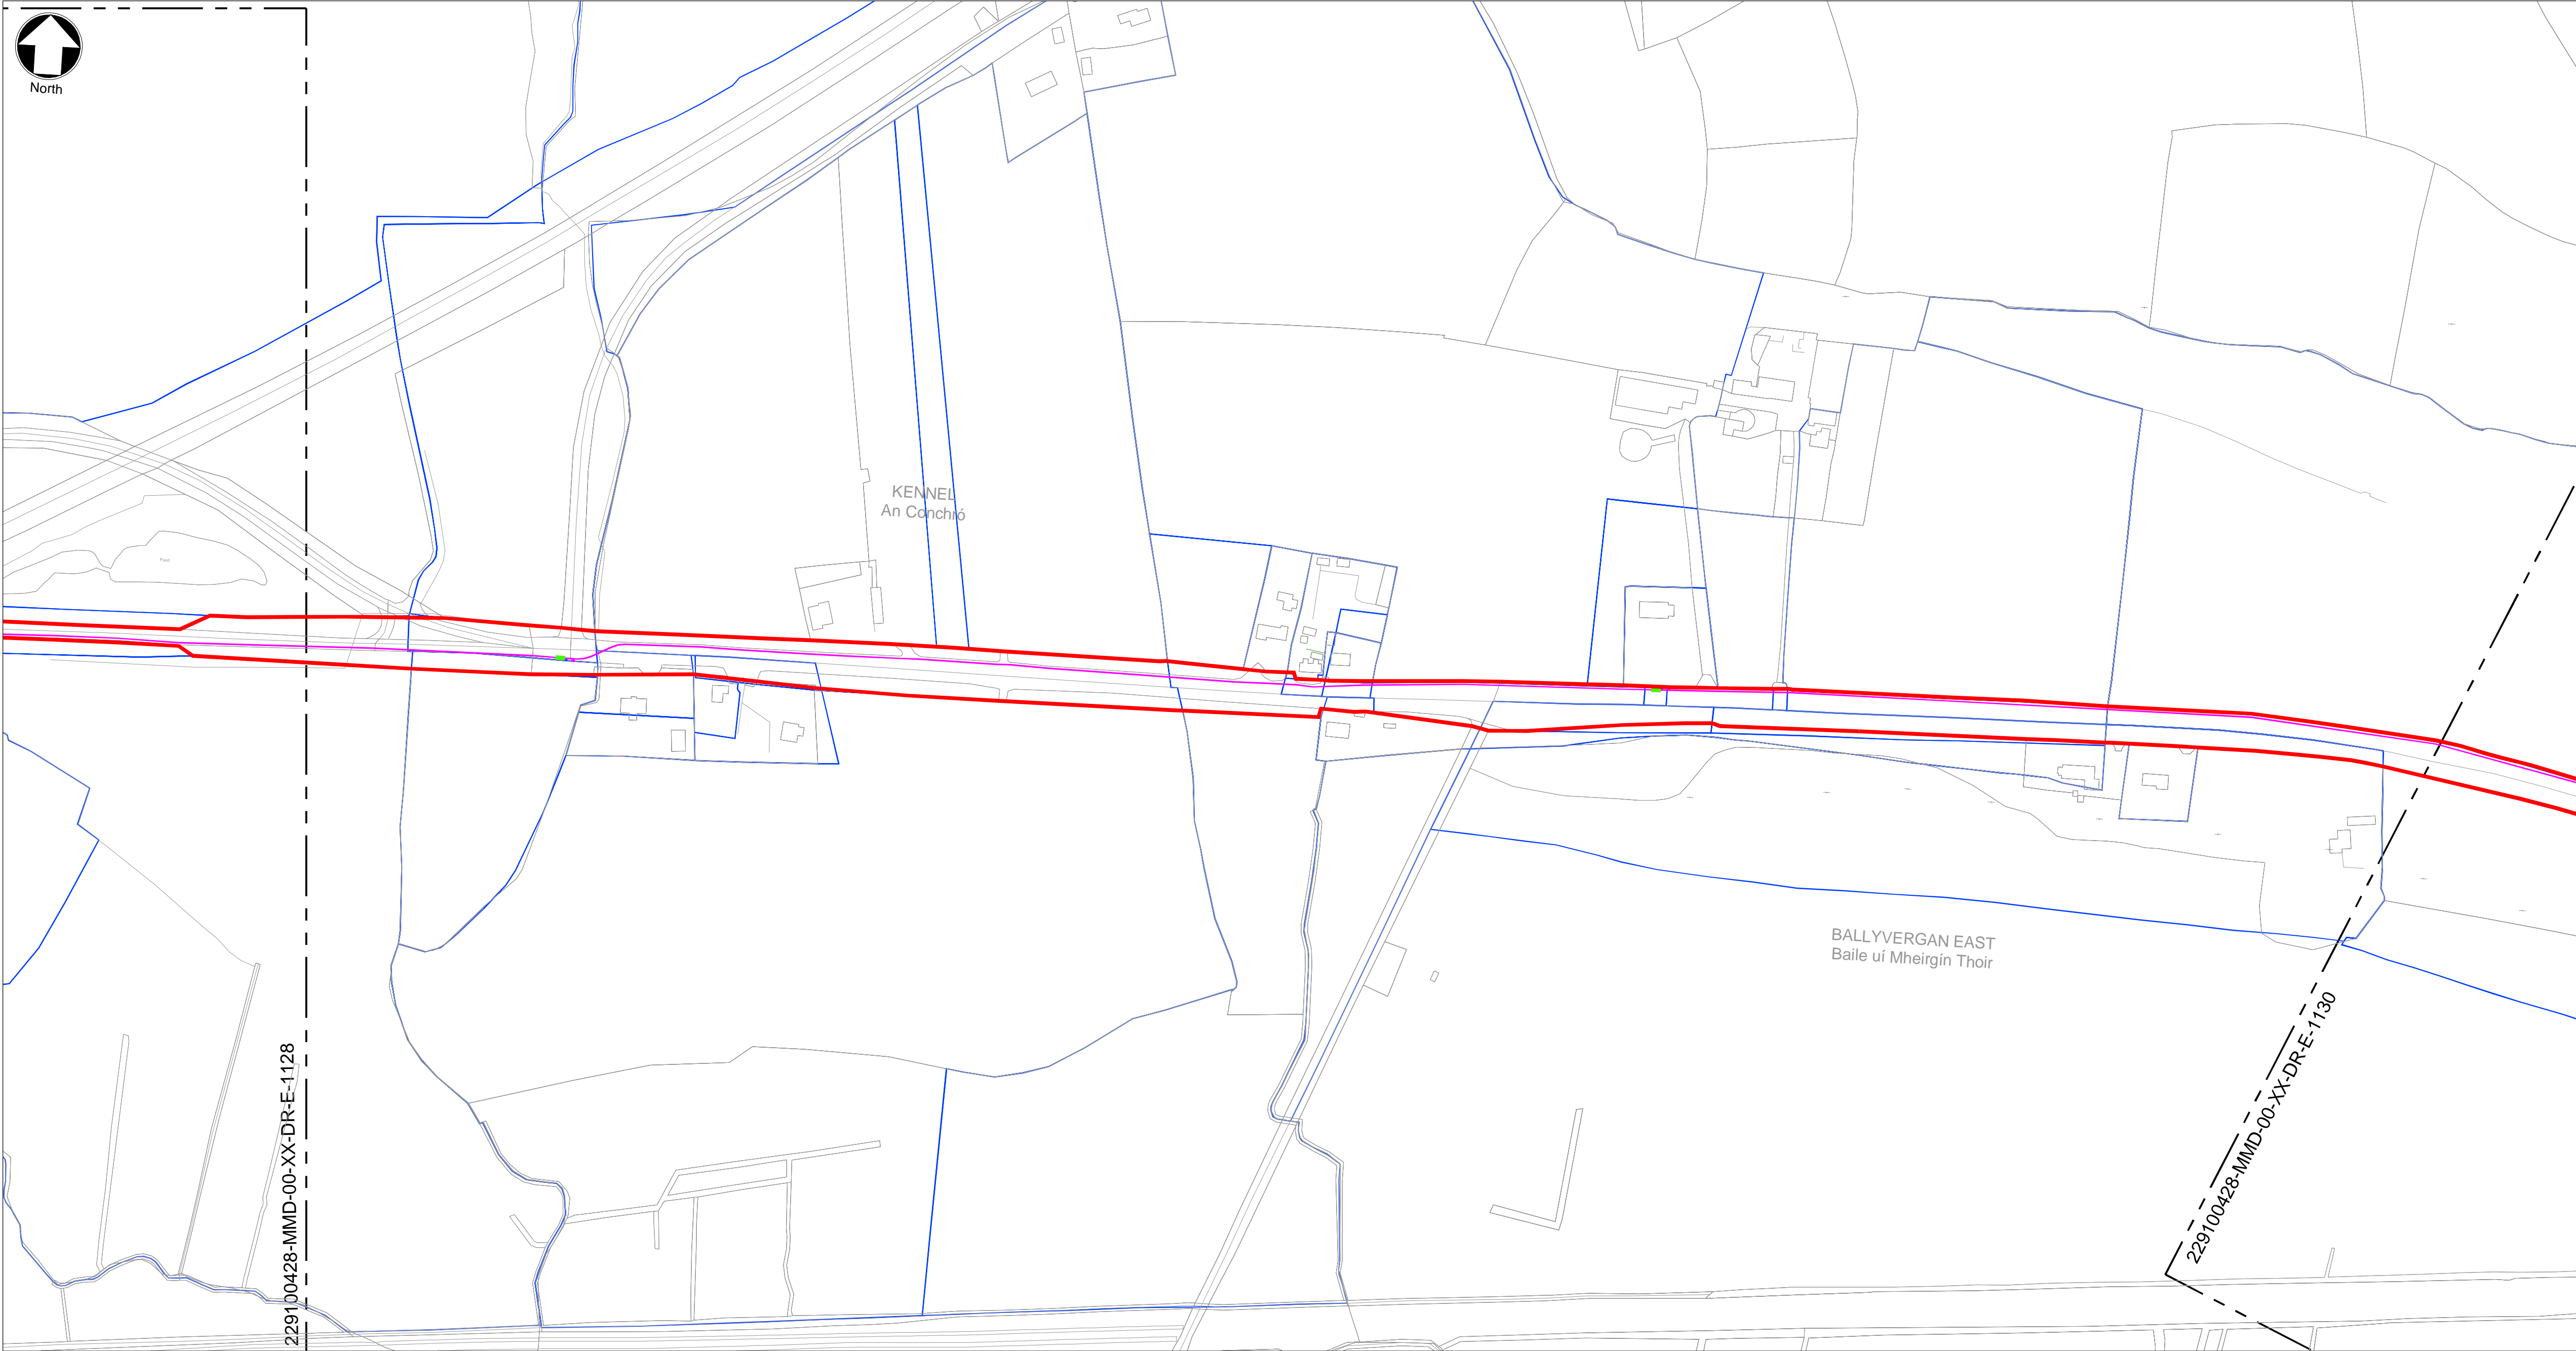 North
KENNEL
An Conchró
Pond
BALLYVERGAN EAST
Baile uí Mheirgín Thoir
229100428-MMD-00-XX-DR-E-1128
229100428-MMD-00-XX-DR-E-1130